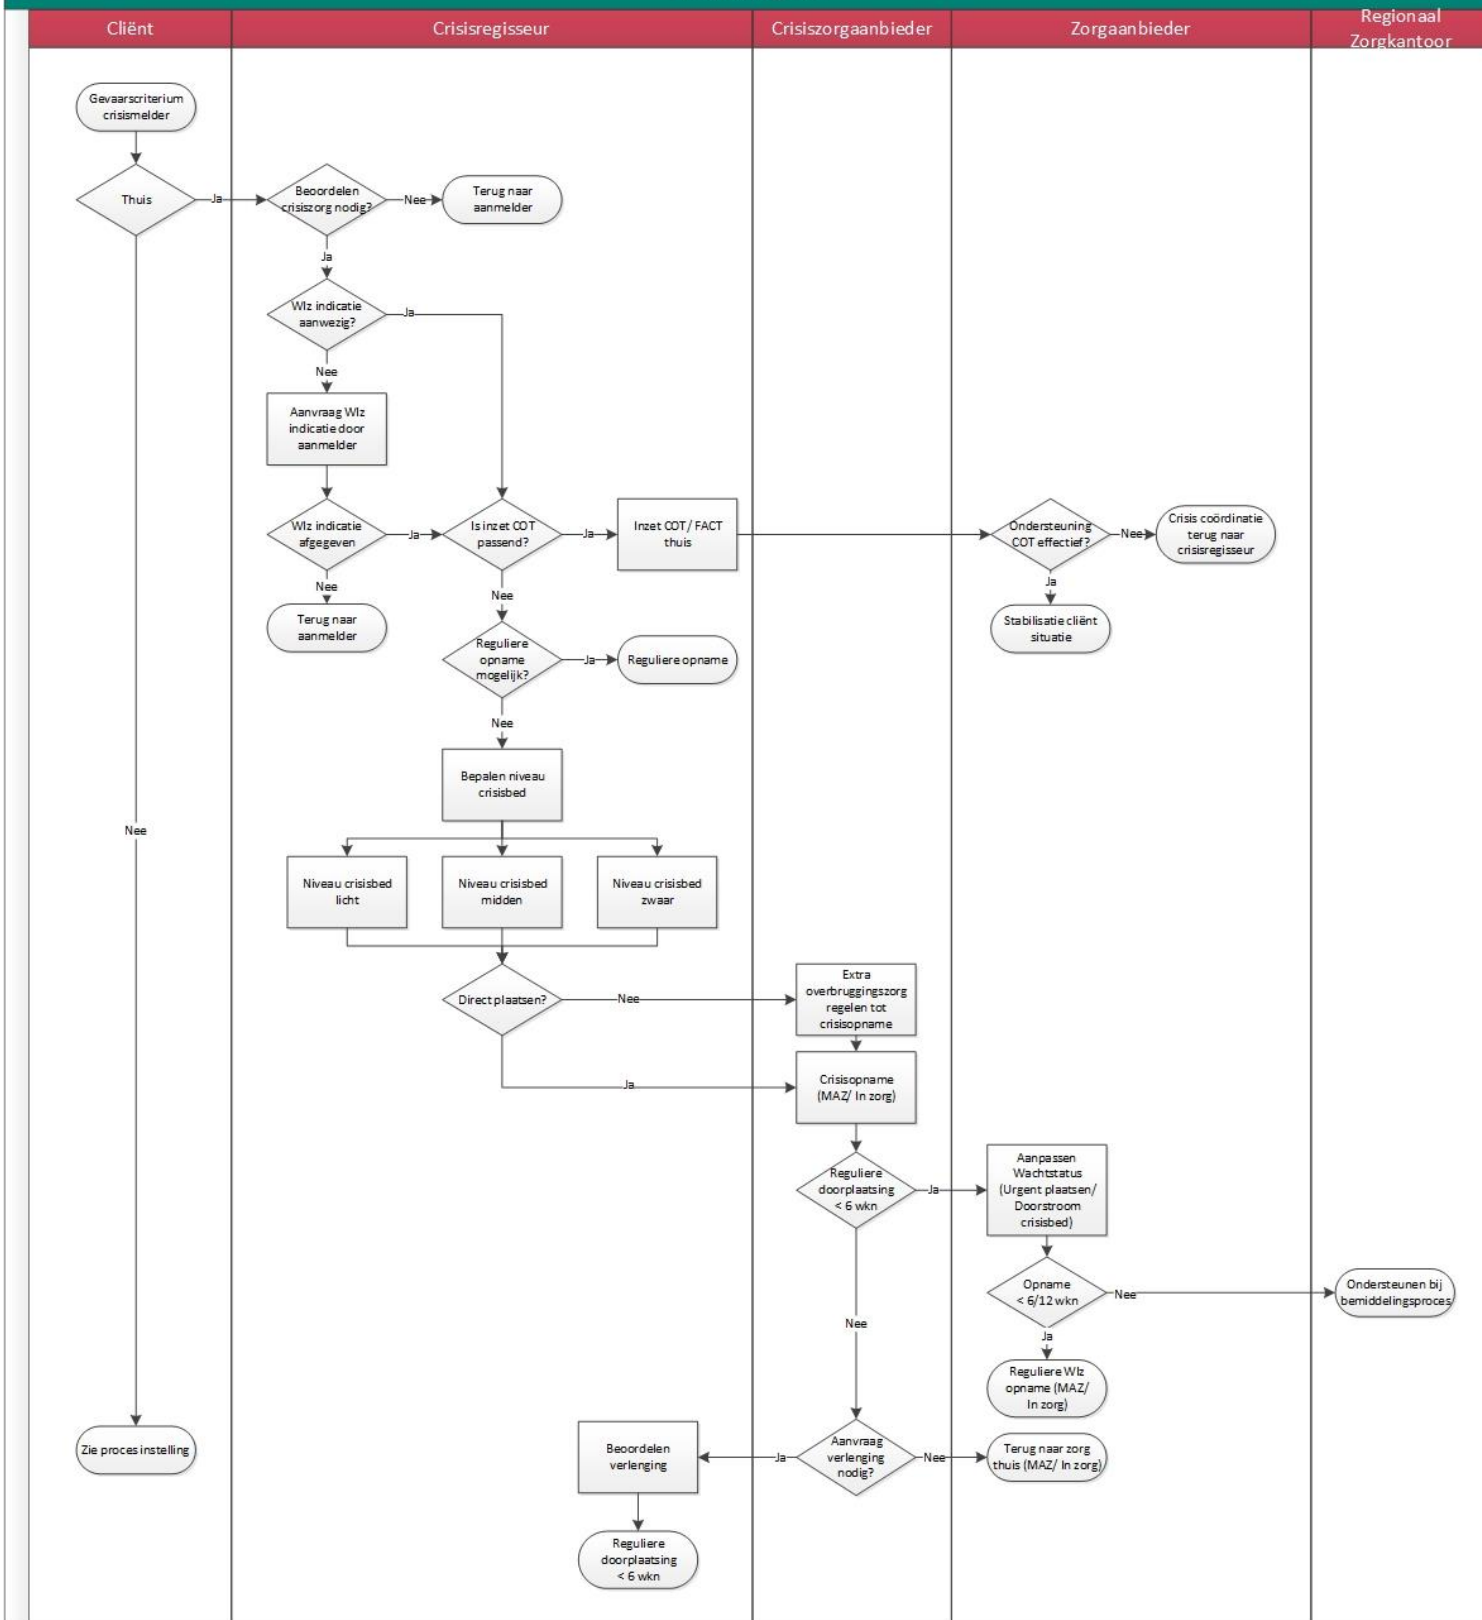 Cliënt
Crisisregisseur
Crisiszorgaanbieder
Zorgaanbieder
Regionaal
Zorgkantoor
Gevaarscriterium
crisismelder
Thuis
Ja
Beoordelen
crisiszorg nodig?
Nee
Terug naar
aanmelder
Ja
Wlz indicatie
aanwezig?
Ja
Nee
Aanvraag Wlz
indicatie door
aanmelder
Wlz indicatie
afgegeven
Ja
Is inzet COT
passend?
Ja
Inzet COT/ FACT
thuis
Ondersteuning
COT effectief?
Nee
Crisis coördinatie
terug naar
crisisregisseur
Nee
Terug naar
aanmelder
Nee
Ja
Stabilisatie cliënt
situatie
Reguliere
opname
mogelijk?
Ja
Reguliere opname
Nee
Bepalen niveau
crisisbed
Nee
Niveau crisisbed
licht
Niveau crisisbed
midden
Niveau crisisbed
zwaar
Direct plaatsen?
Nee
Extra
overbruggingszorg
regelen tot
crisisopname
Ja
Crisisopname
(MAZ/ In zorg)
Reguliere
doorplaatsing
< 6 wkn
Ja
Aanpassen
Wachtstatus
(Urgent plaatsen/
Doorstroom
crisisbed)
Opname
< 6/12 wkn
Nee
Ondersteunen bij
bemiddelingsproces
Nee
Ja
Reguliere Wlz
opname (MAZ/
In zorg)
Zie proces instelling
Beoordelen
verlenging
Ja
Aanvraag
verlenging
nodig?
Nee
Terug naar zorg
thuis (MAZ/ In zorg)
Reguliere
doorplaatsing
< 6 wkn